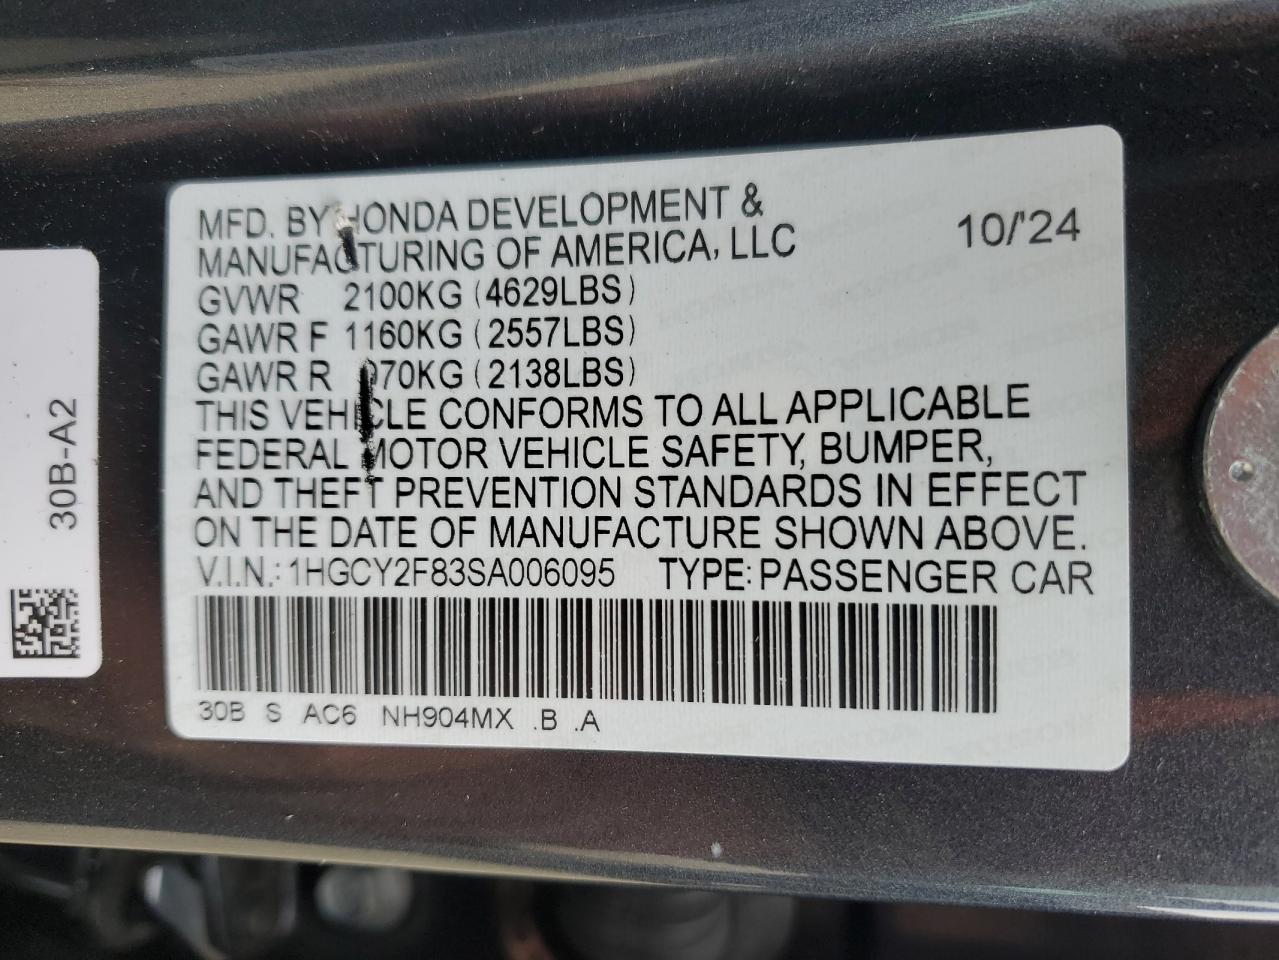 MFD. BY HONDA DEVELOPMENT &
MANUFACTURING OF AMERICA, LLC
10/'24
GVWR 2100KG (4629LBS)
GAWR F 1160KG (2557LBS)
GAWR R 970KG (2138LBS)
THIS VEHICLE CONFORMS TO ALL APPLICABLE
FEDERAL MOTOR VEHICLE SAFETY, BUMPER,
AND THEFT PREVENTION STANDARDS IN EFFECT
ON THE DATE OF MANUFACTURE SHOWN ABOVE.
V.I.N.: 1HGCY2F83SA006095 TYPE: PASSENGER CAR
30B S AC6 NH904MX .B .A
30B-A2